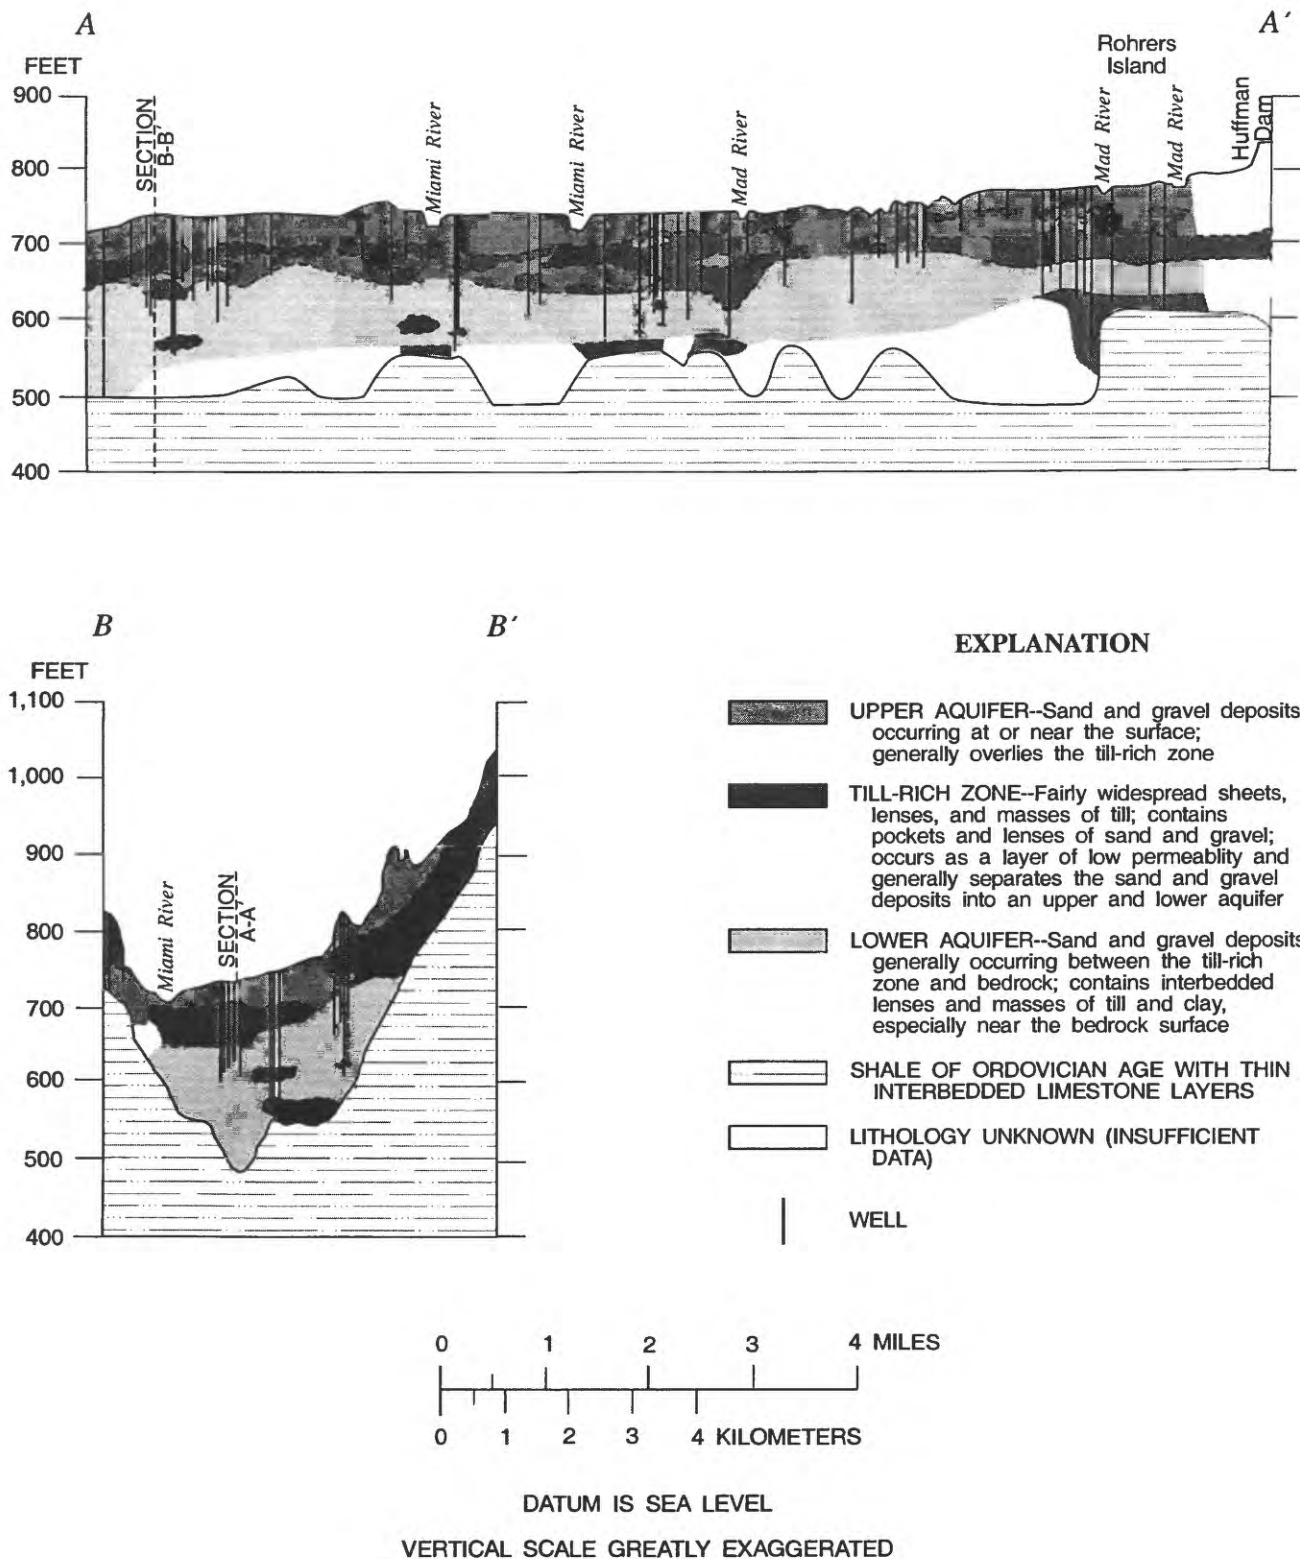 A
A′
FEET
900
800
700
600
500
400
SECTION
B-B′
Miami River
Miami River
Mad River
Rohrers
Island
Mad River
Mad River
Huffman
Dam
B
B′
FEET
1,100
1,000
900
800
700
600
500
400
Miami River
SECTION
A-A′
EXPLANATION
UPPER AQUIFER--Sand and gravel deposits
occurring at or near the surface;
generally overlies the till-rich zone
TILL-RICH ZONE--Fairly widespread sheets,
lenses, and masses of till; contains
pockets and lenses of sand and gravel;
occurs as a layer of low permeablity and
generally separates the sand and gravel
deposits into an upper and lower aquifer
LOWER AQUIFER--Sand and gravel deposits
generally occurring between the till-rich
zone and bedrock; contains interbedded
lenses and masses of till and clay,
especially near the bedrock surface
SHALE OF ORDOVICIAN AGE WITH THIN
INTERBEDDED LIMESTONE LAYERS
LITHOLOGY UNKNOWN (INSUFFICIENT
DATA)
WELL
0 1 2 3 4 MILES
0 1 2 3 4 KILOMETERS
DATUM IS SEA LEVEL
VERTICAL SCALE GREATLY EXAGGERATED